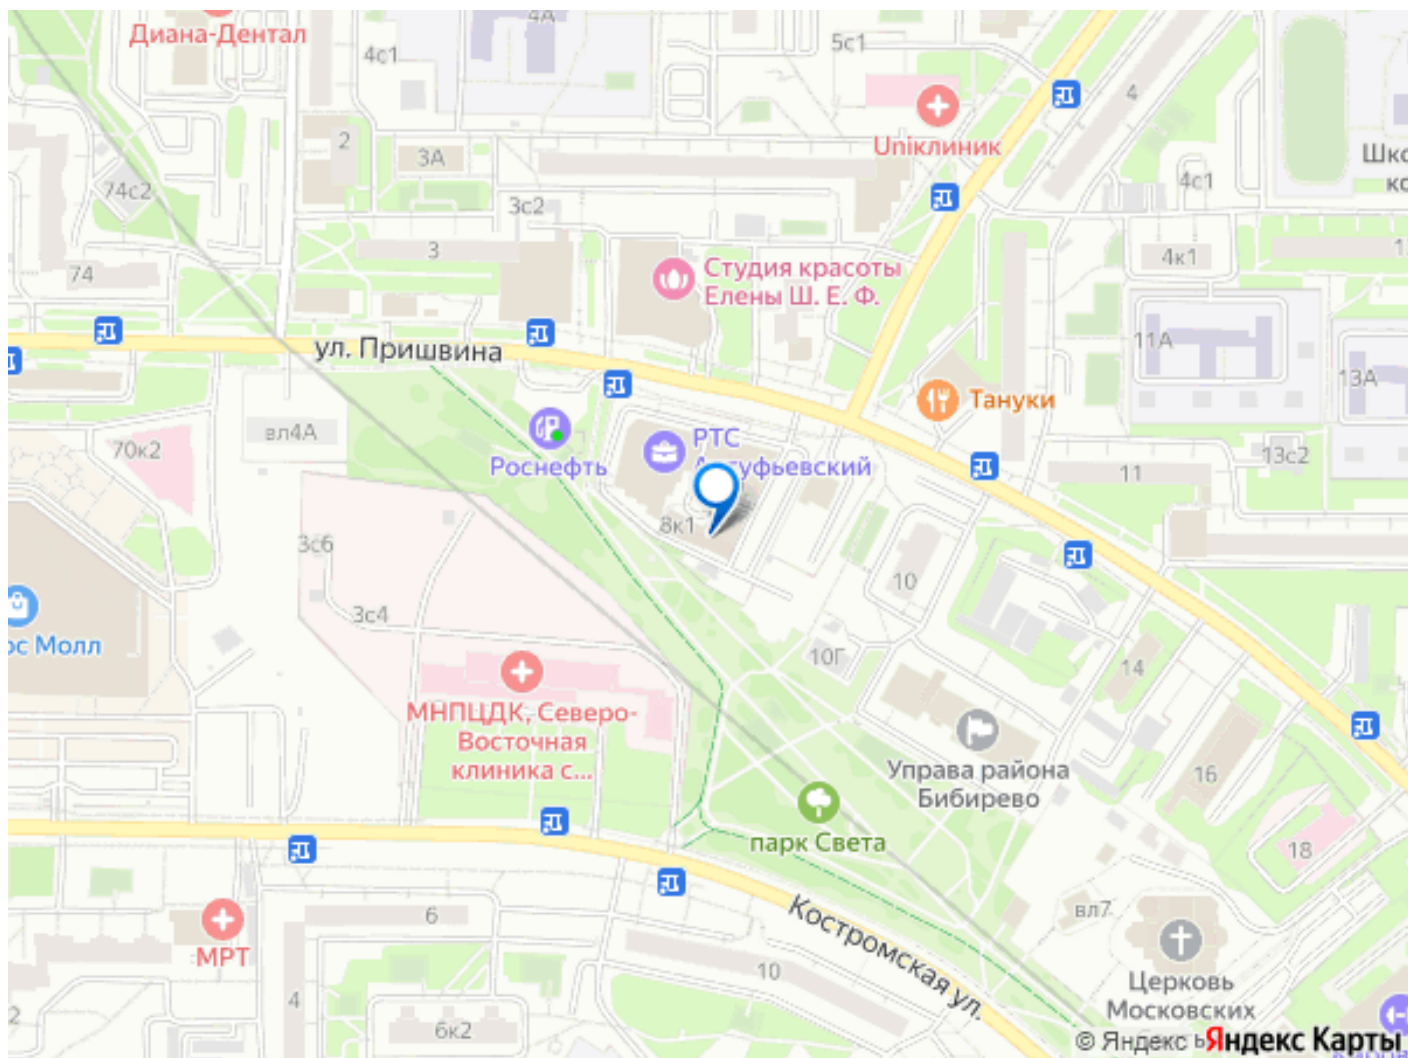 Диана-Дентал
4А
4с1
5с1
4
2
3А
Uniклиник
Шко
ко
74с2
3с2
4с1
3
74
4к1
Студия красоты
Елены Ш. Е. Ф.
ул. Пришвина
11А
13А
Тануки
вл4А
70к2
РТС
Роснефть
11
13с2
8к1
3с6
10
3с4
ос Молл
10Г
14
МНПЦДК, Северо-
Восточная
клиника с...
Управа района
Бибирево
16
парк Света
18
6
вл7
Костромская ул.
МРТ
10
4
2
6к2
Церковь
Московских
© Яндекс
Яндекс Карты